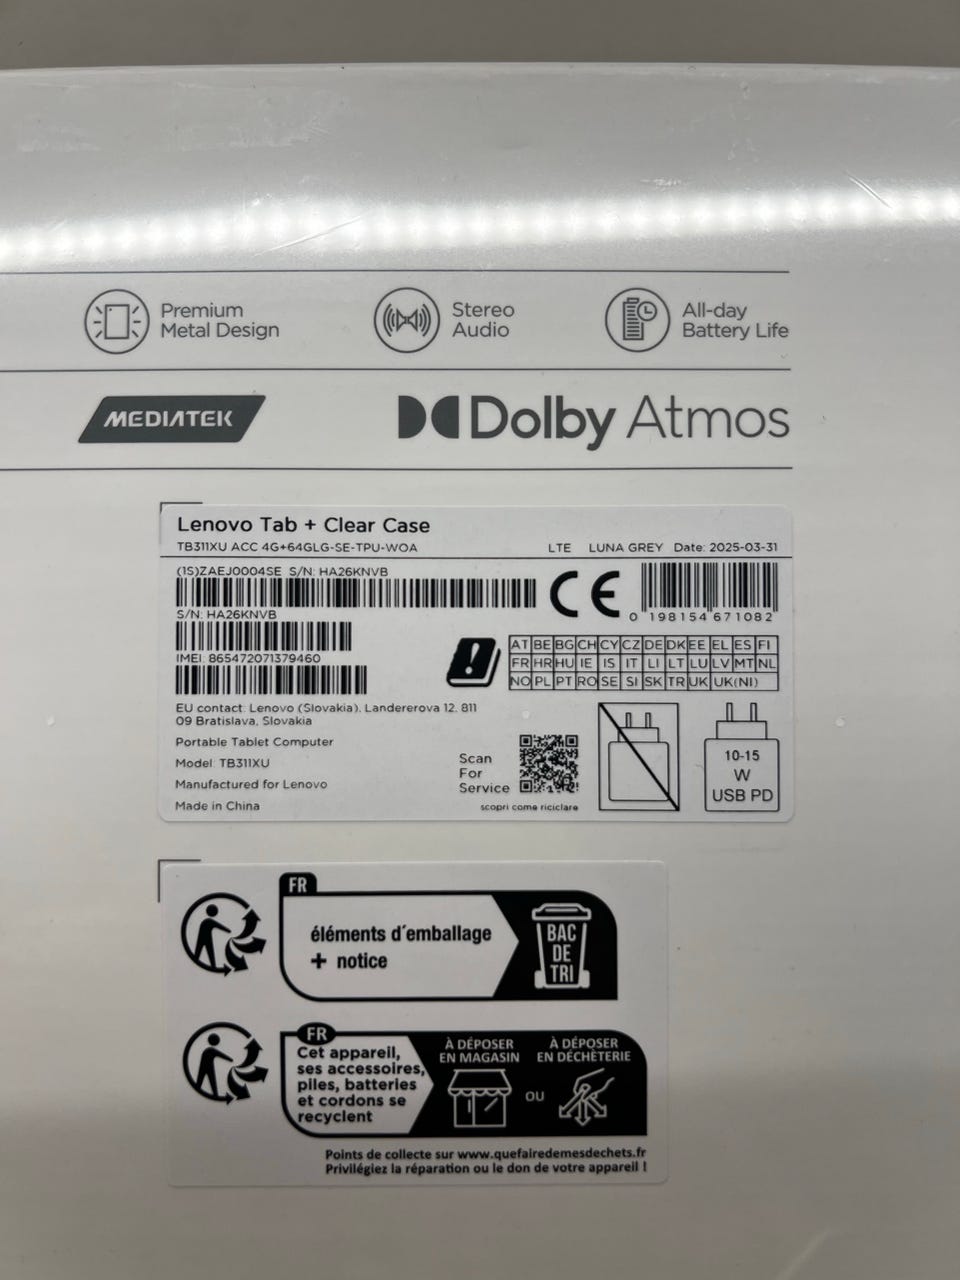 Premium
Metal Design
Stereo
Audio
All-day
Battery Life
MEDIATEK
Dolby Atmos
Lenovo Tab + Clear Case
TB311XU ACC 4G+64GLG-SE-TPU-WOA LTE LUNA GREY Date: 2025-03-31
(1S)ZAEJ0004SE S/N: HA26KNVB
S/N: HA26KNVB
0 198154 671082
IMEI: 865472071379460
AT BE BG CH CY CZ DE DK EE EL ES FI
FR HR HU IE IS IT LI LT LU LV MT NL
NO PL PT RO SE SI SK TR UK UK(NI)
EU contact: Lenovo (Slovakia), Landererova 12, 811
09 Bratislava, Slovakia
Portable Tablet Computer
Model: TB311XU
Manufactured for Lenovo
Made in China
Scan
For
Service
scopri come riciclare
10-15
W
USB PD
FR
éléments d'emballage
+ notice
BAC
DE
TRI
FR
Cet appareil,
ses accessoires,
piles, batteries
et cordons se
recyclent
À DÉPOSER
EN MAGASIN
OU
À DÉPOSER
EN DÉCHÈTERIE
Points de collecte sur www.quefairedemesdechets.fr
Privilégiez la réparation ou le don de votre appareil !